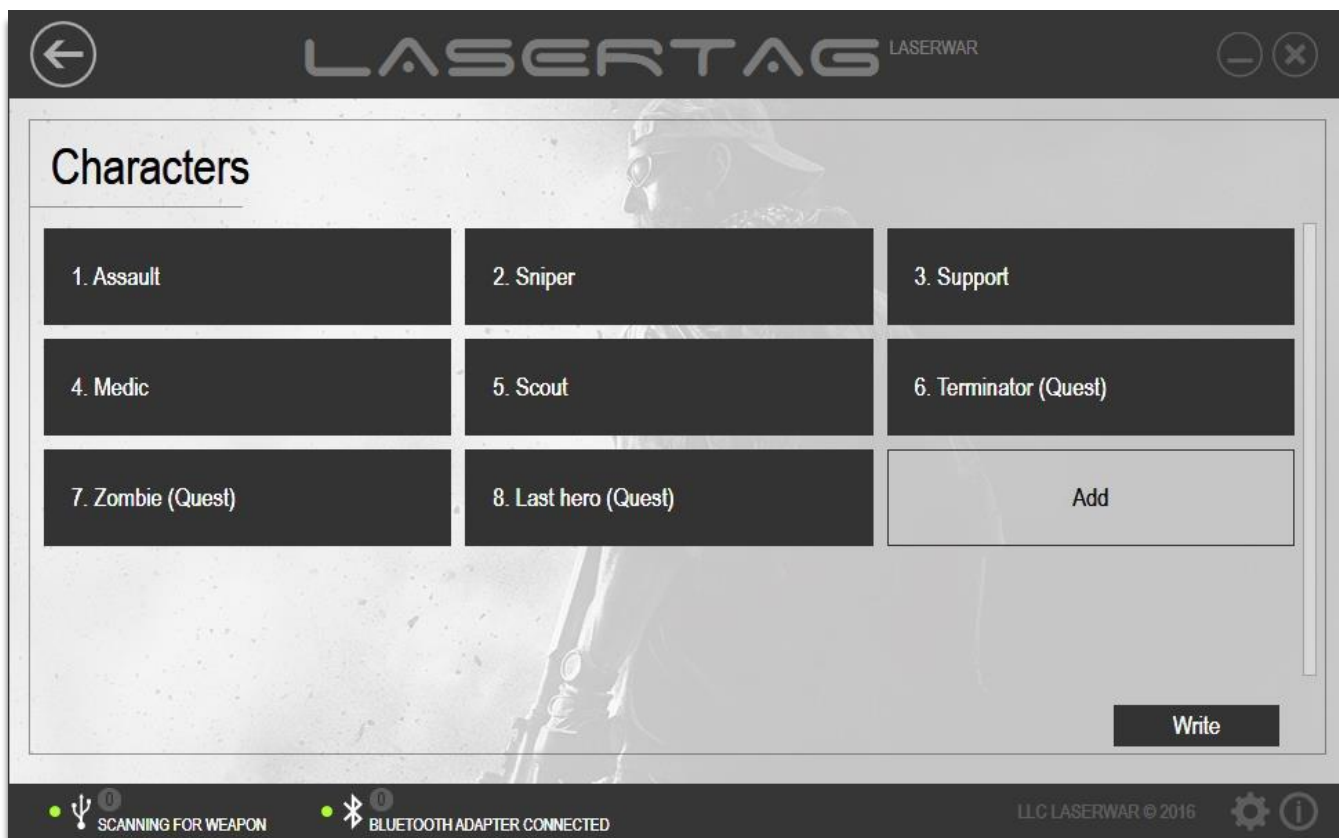 LASERTAG LASERWAR
Characters
1. Assault
2. Sniper
3. Support
4. Medic
5. Scout
6. Terminator (Quest)
7. Zombie (Quest)
8. Last hero (Quest)
Add
Write
0
SCANNING FOR WEAPON
0
BLUETOOTH ADAPTER CONNECTED
LLC LASERWAR © 2016